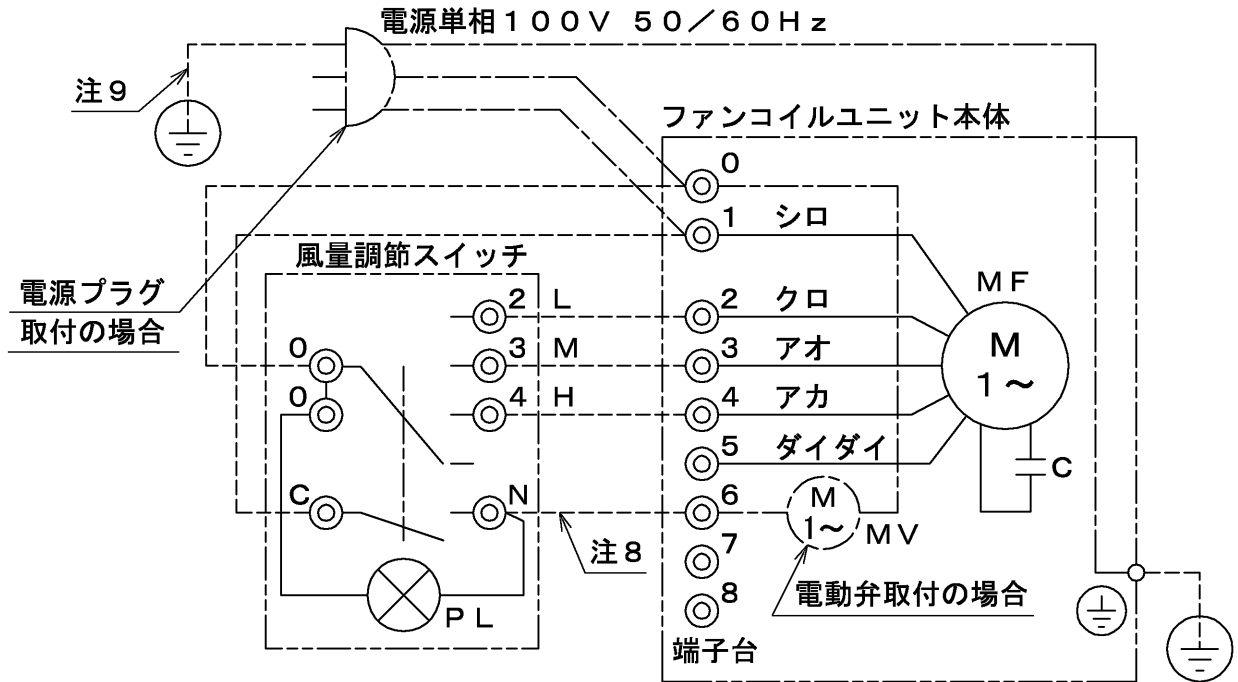 電源単相１００Ｖ ５０／６０Ｈｚ
注９
ファンコイルユニット本体
0
1 シロ
風量調節スイッチ
電源プラグ
取付の場合
ＭＦ
2 L
2 クロ
M
1～
0
3 M
3 アオ
0
4 H
4 アカ
5 ダイダイ
C
C
N
6
M
1～
ＭＶ
注８
7
8
電動弁取付の場合
ＰＬ
端子台